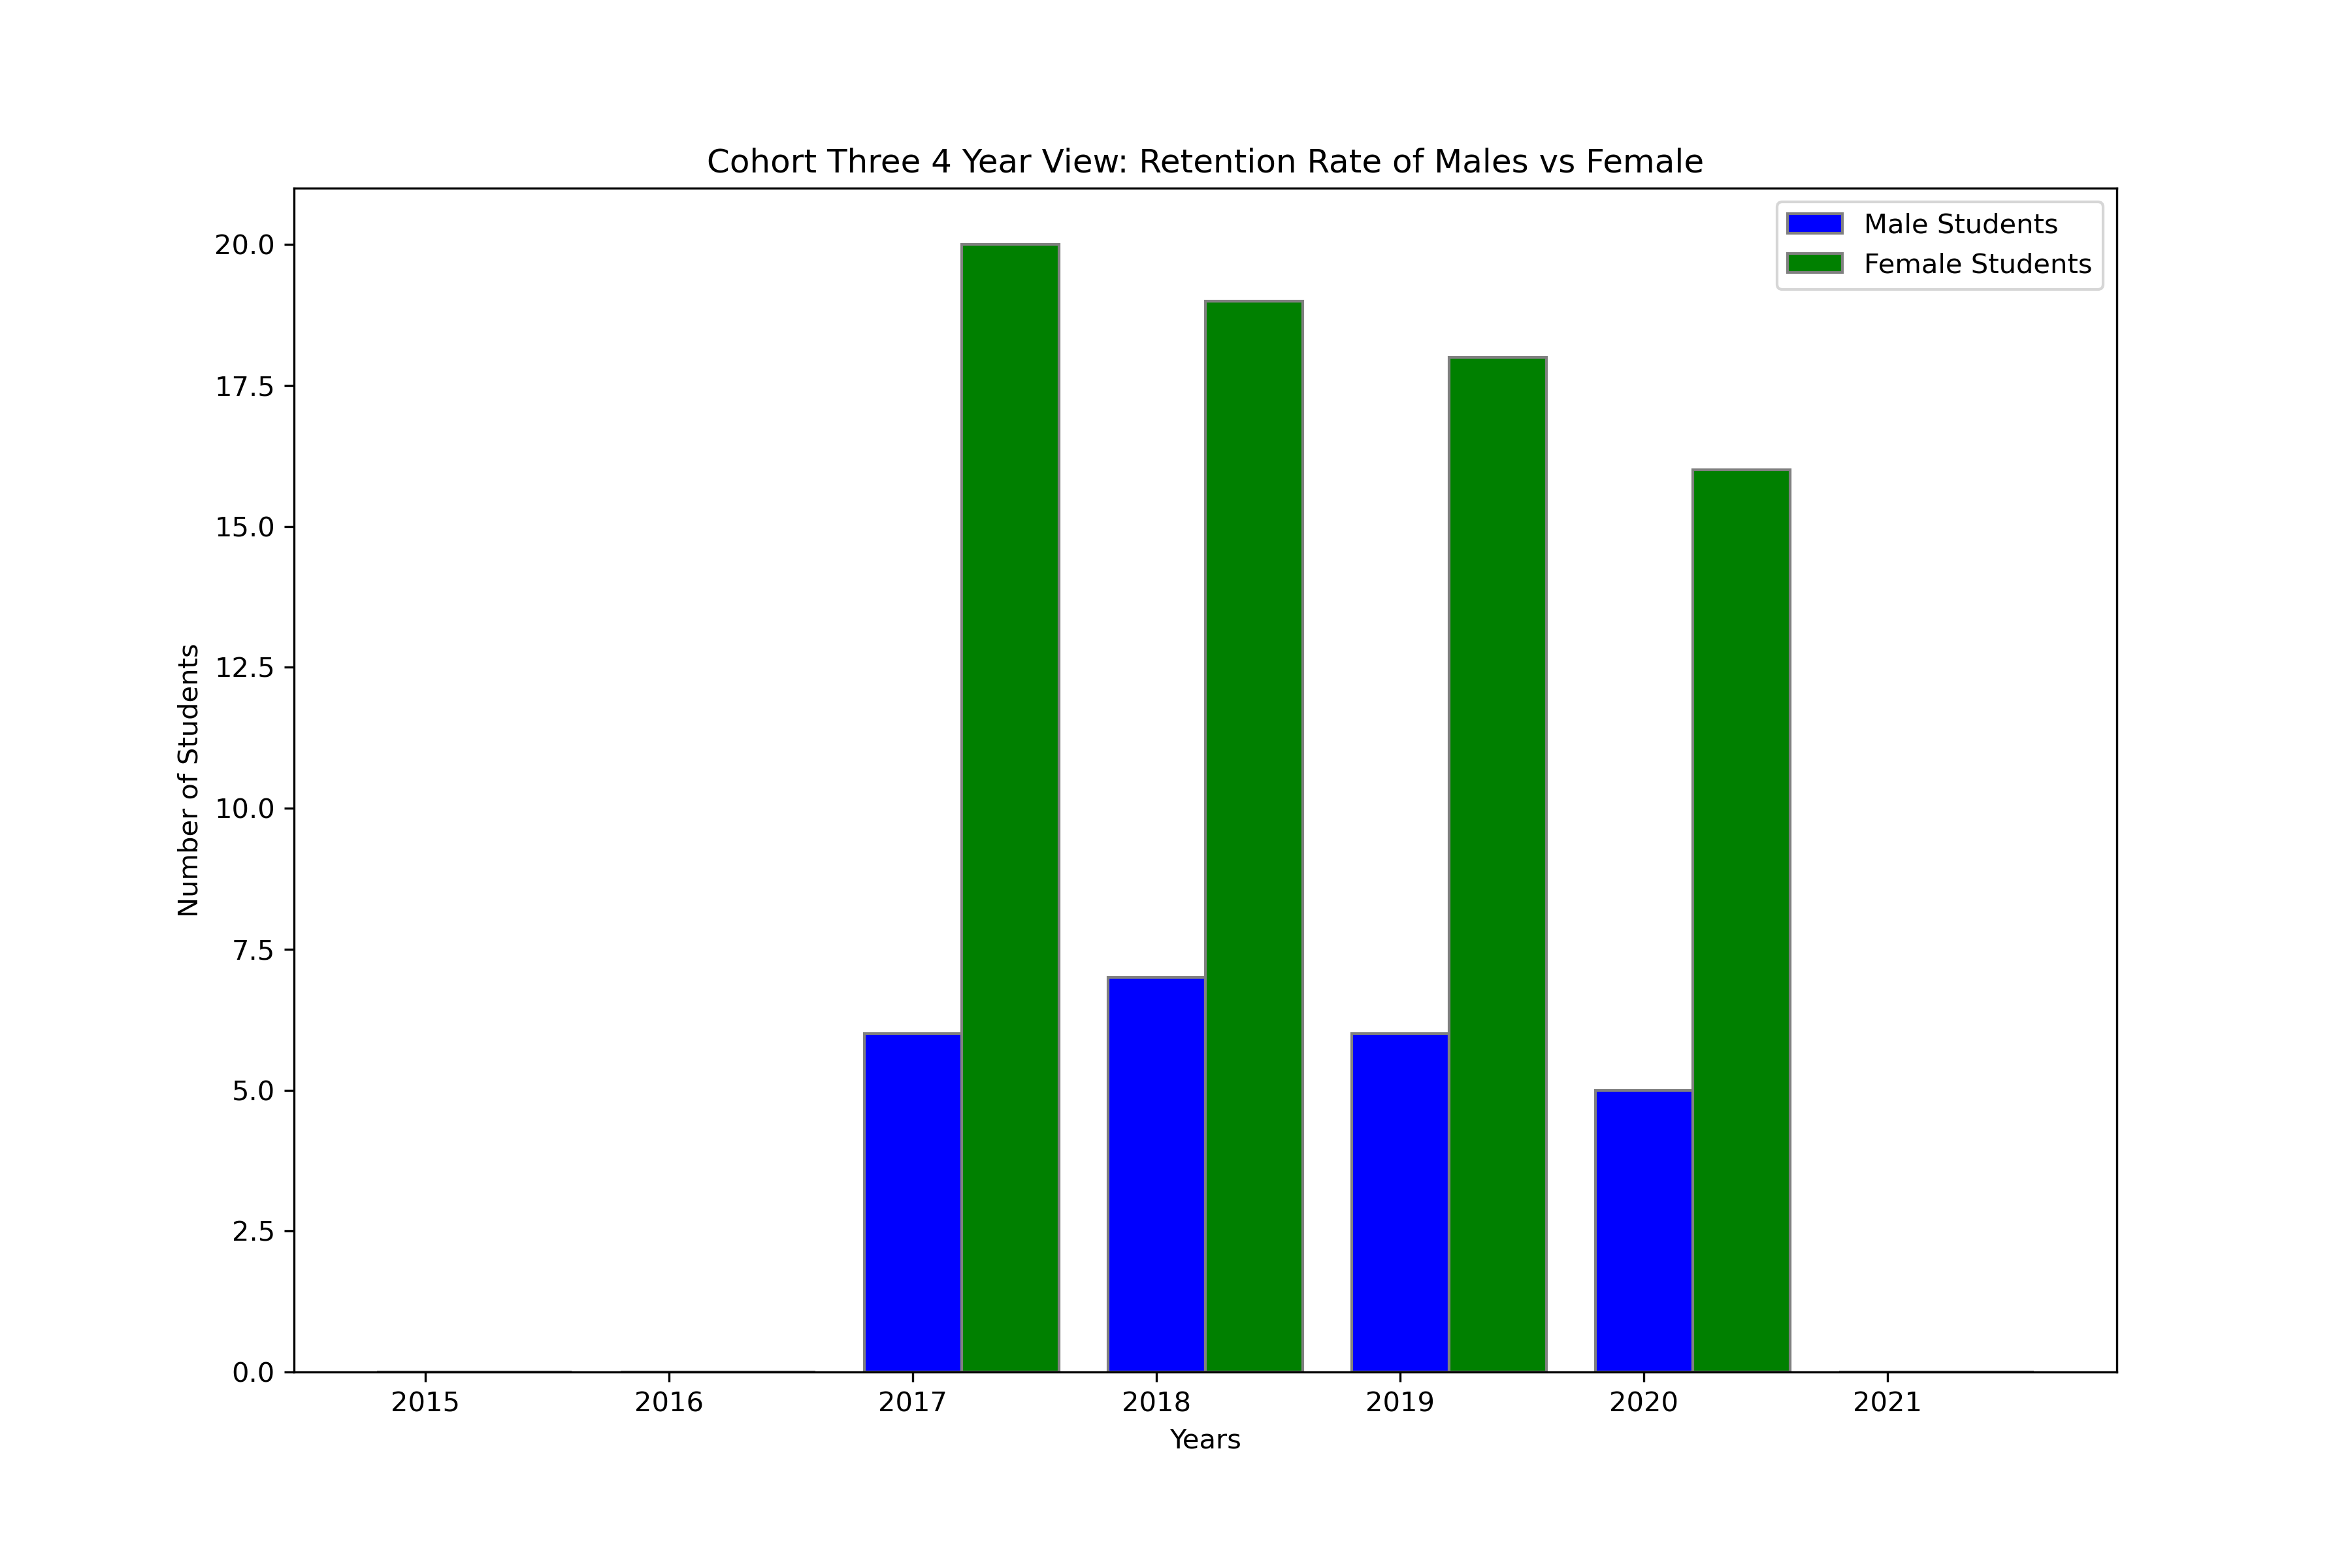 Cohort Three 4 Year View: Retention Rate of Males vs Female
Male Students
Female Students
20.0
17.5
15.0
12.5
10.0
7.5
5.0
2.5
0.0
Number of Students
2015 2016 2017 2018 2019 2020 2021
Years